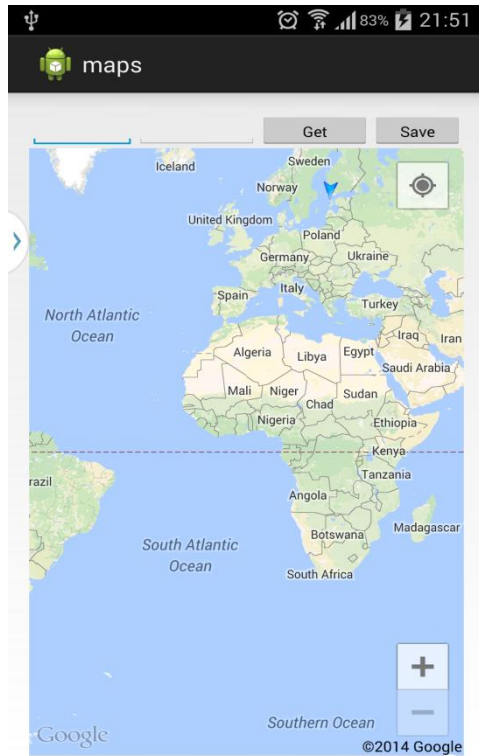 83% 21:51
maps
Get Save
Iceland
Sweden
Norway
United Kingdom
Poland
Germany
Ukraine
Spain
Italy
Turkey
North Atlantic
Ocean
Iraq
Iran
Algeria
Libya
Egypt
Saudi Arabia
Mali
Niger
Chad
Sudan
Nigeria
Ethiopia
Kenya
razil
Tanzania
Angola
Botswana
Madagascar
South Atlantic
Ocean
South Africa
+
−
Southern Ocean
Google
©2014 Google